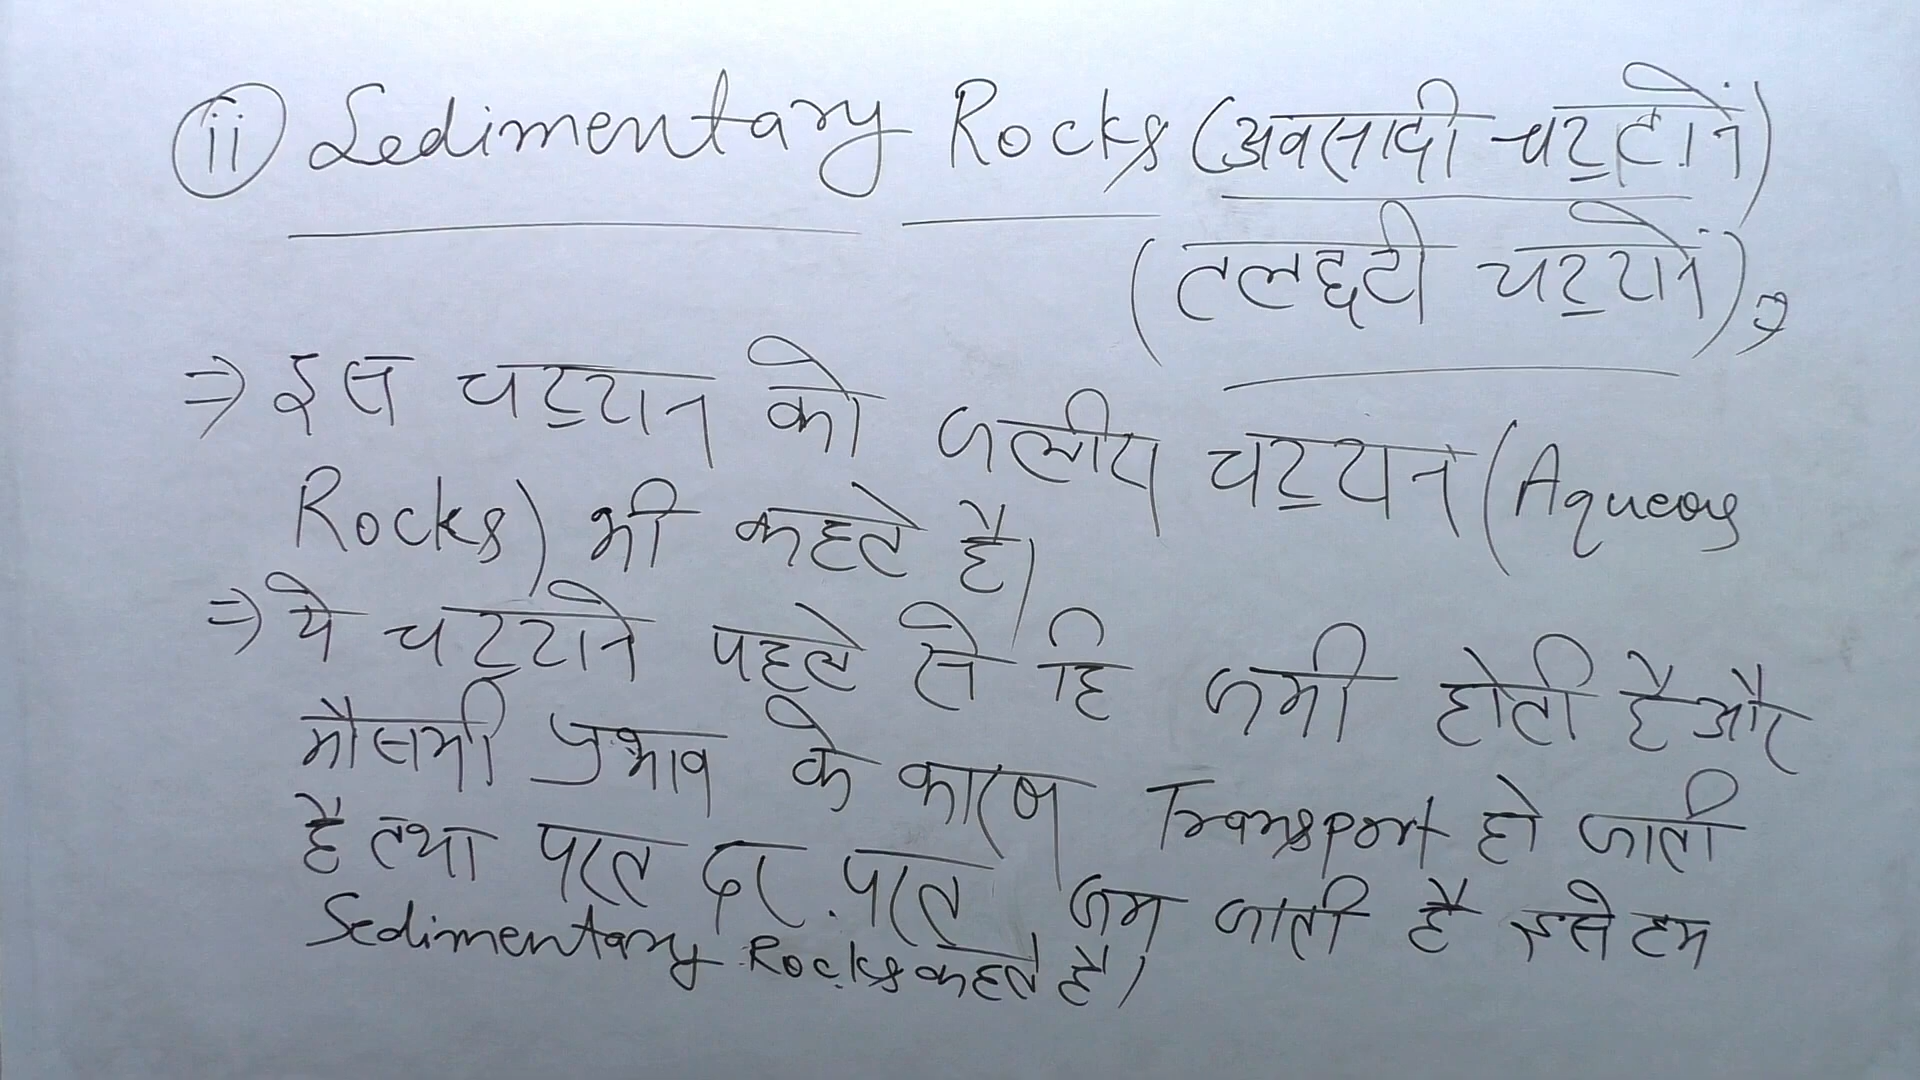 (ii) Sedimentary Rocks (अवसादी चट्टानें)
(तलछटी चट्टानें),
⇒ इस चट्टान को जलीय चट्टान (Aqueous
Rocks) भी कहते है।
⇒ ये चट्टाने पहले से हि जमी होती है और
मौसमी प्रभाव के कारण Transport हो जाती
है तथा परत दर परत जम जाती है इसे हम
Sedimentary Rocks कहते है।